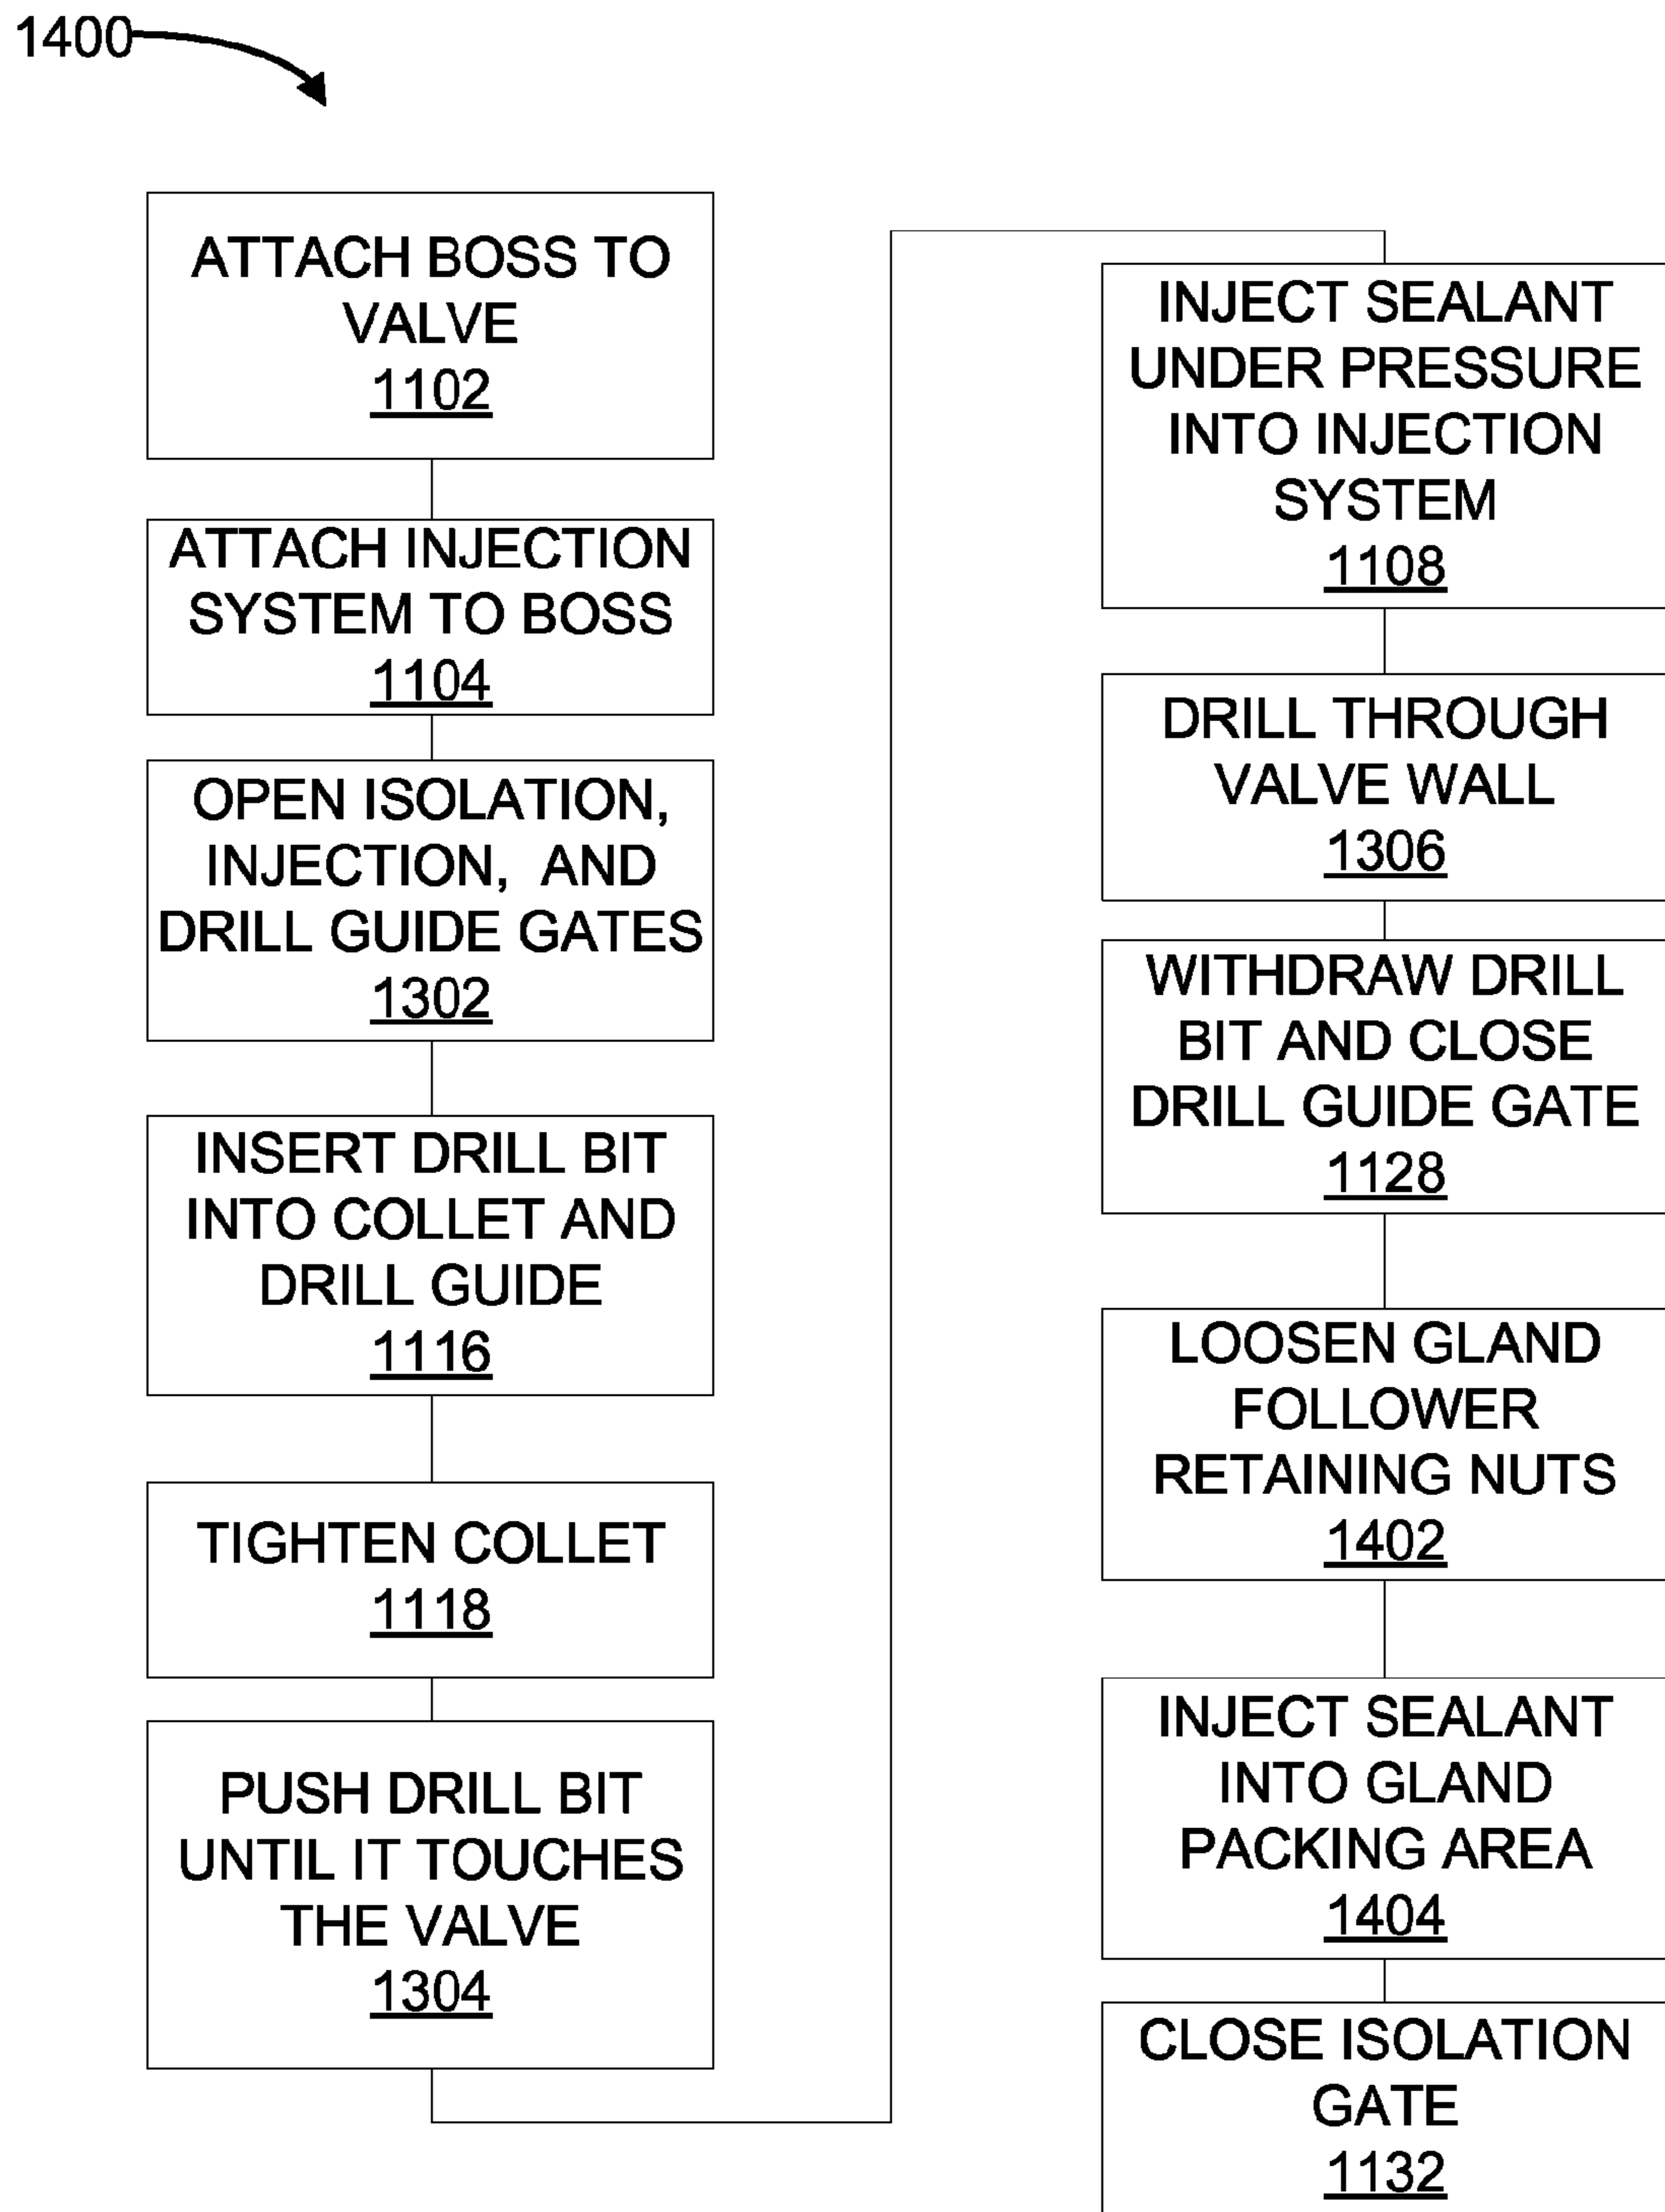 1400
ATTACH BOSS TO
VALVE
1102
ATTACH INJECTION
SYSTEM TO BOSS
1104
OPEN ISOLATION,
INJECTION, AND
DRILL GUIDE GATES
1302
INSERT DRILL BIT
INTO COLLET AND
DRILL GUIDE
1116
TIGHTEN COLLET
1118
PUSH DRILL BIT
UNTIL IT TOUCHES
THE VALVE
1304
INJECT SEALANT
UNDER PRESSURE
INTO INJECTION
SYSTEM
1108
DRILL THROUGH
VALVE WALL
1306
WITHDRAW DRILL
BIT AND CLOSE
DRILL GUIDE GATE
1128
LOOSEN GLAND
FOLLOWER
RETAINING NUTS
1402
INJECT SEALANT
INTO GLAND
PACKING AREA
1404
CLOSE ISOLATION
GATE
1132